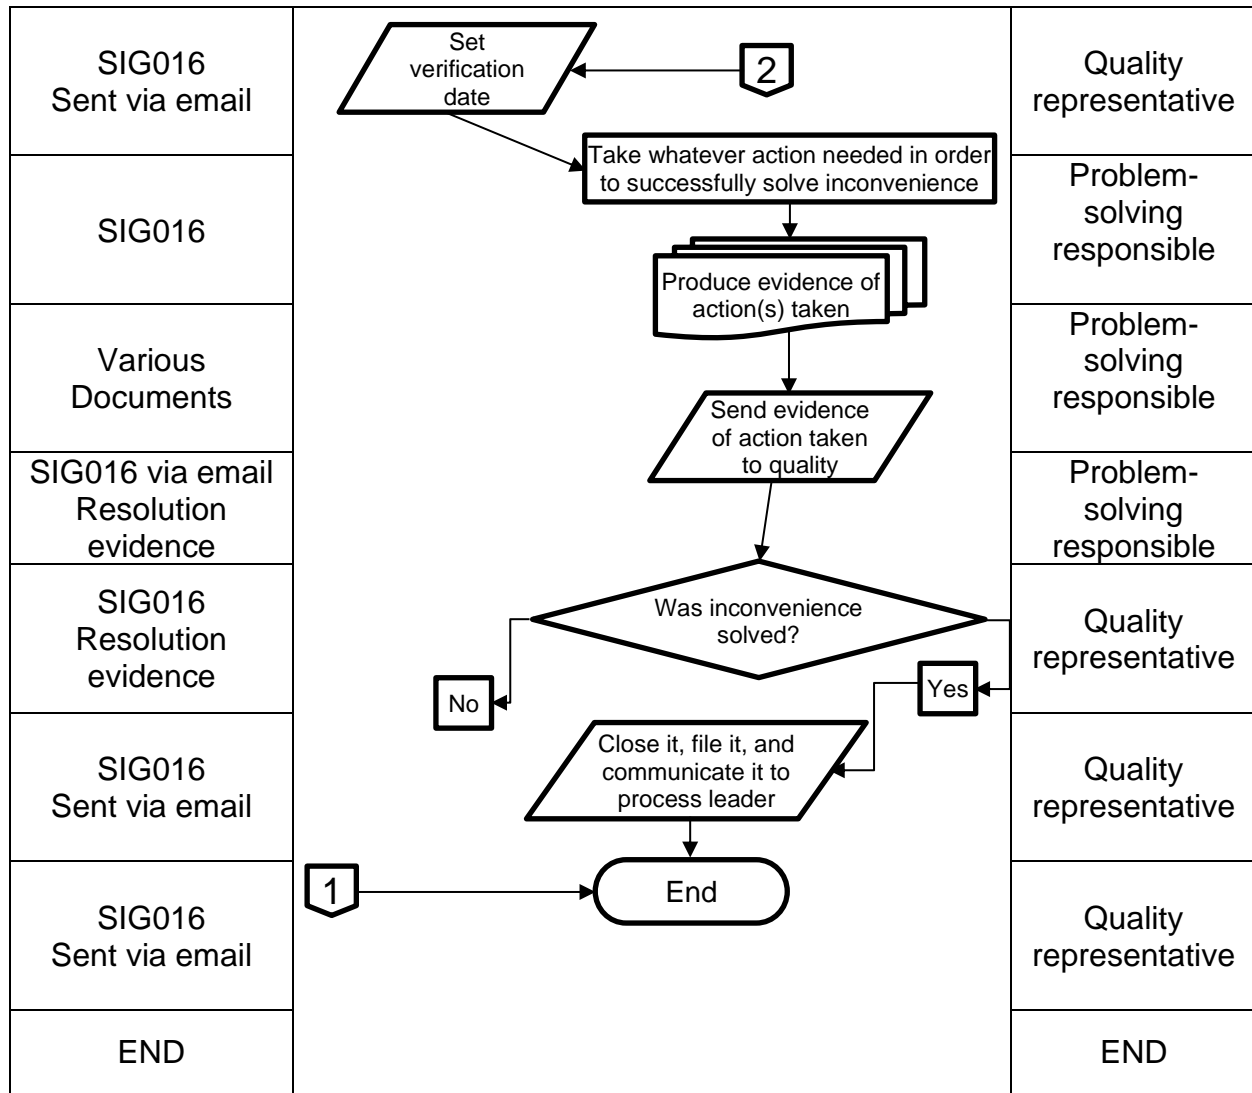 SIG016
Sent via email
Set
verification
date
2
Quality
representative
Take whatever action needed in order
to successfully solve inconvenience
SIG016
Problem-
solving
responsible
Produce evidence of
action(s) taken
Various
Documents
Problem-
solving
responsible
Send evidence
of action taken
to quality
SIG016 via email
Resolution
evidence
Problem-
solving
responsible
SIG016
Resolution
evidence
Was inconvenience
solved?
Quality
representative
No
Yes
SIG016
Sent via email
Close it, file it, and
communicate it to
process leader
Quality
representative
SIG016
Sent via email
1
End
Quality
representative
END
END